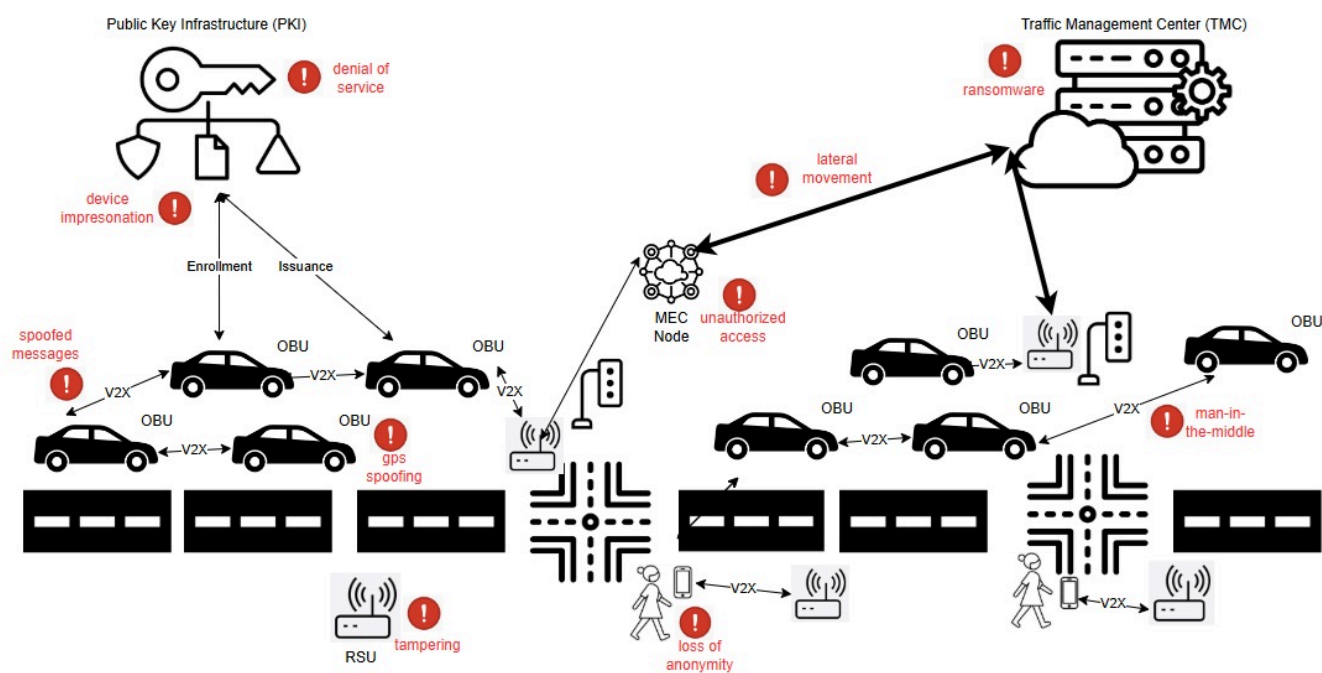 Public Key Infrastructure (PKI)
Traffic Management Center (TMC)
denial of
service
ransomware
lateral
movement
device
impresonation
Enrollment
Issuance
MEC
Node
unauthorized
access
spoofed
messages
OBU
OBU
OBU
OBU
V2X
V2X
V2X
V2X
OBU
OBU
V2X
V2X
gps
spoofing
OBU
OBU
V2X
V2X
man-in-
the-middle
RSU
tampering
V2X
loss of
anonymity
V2X